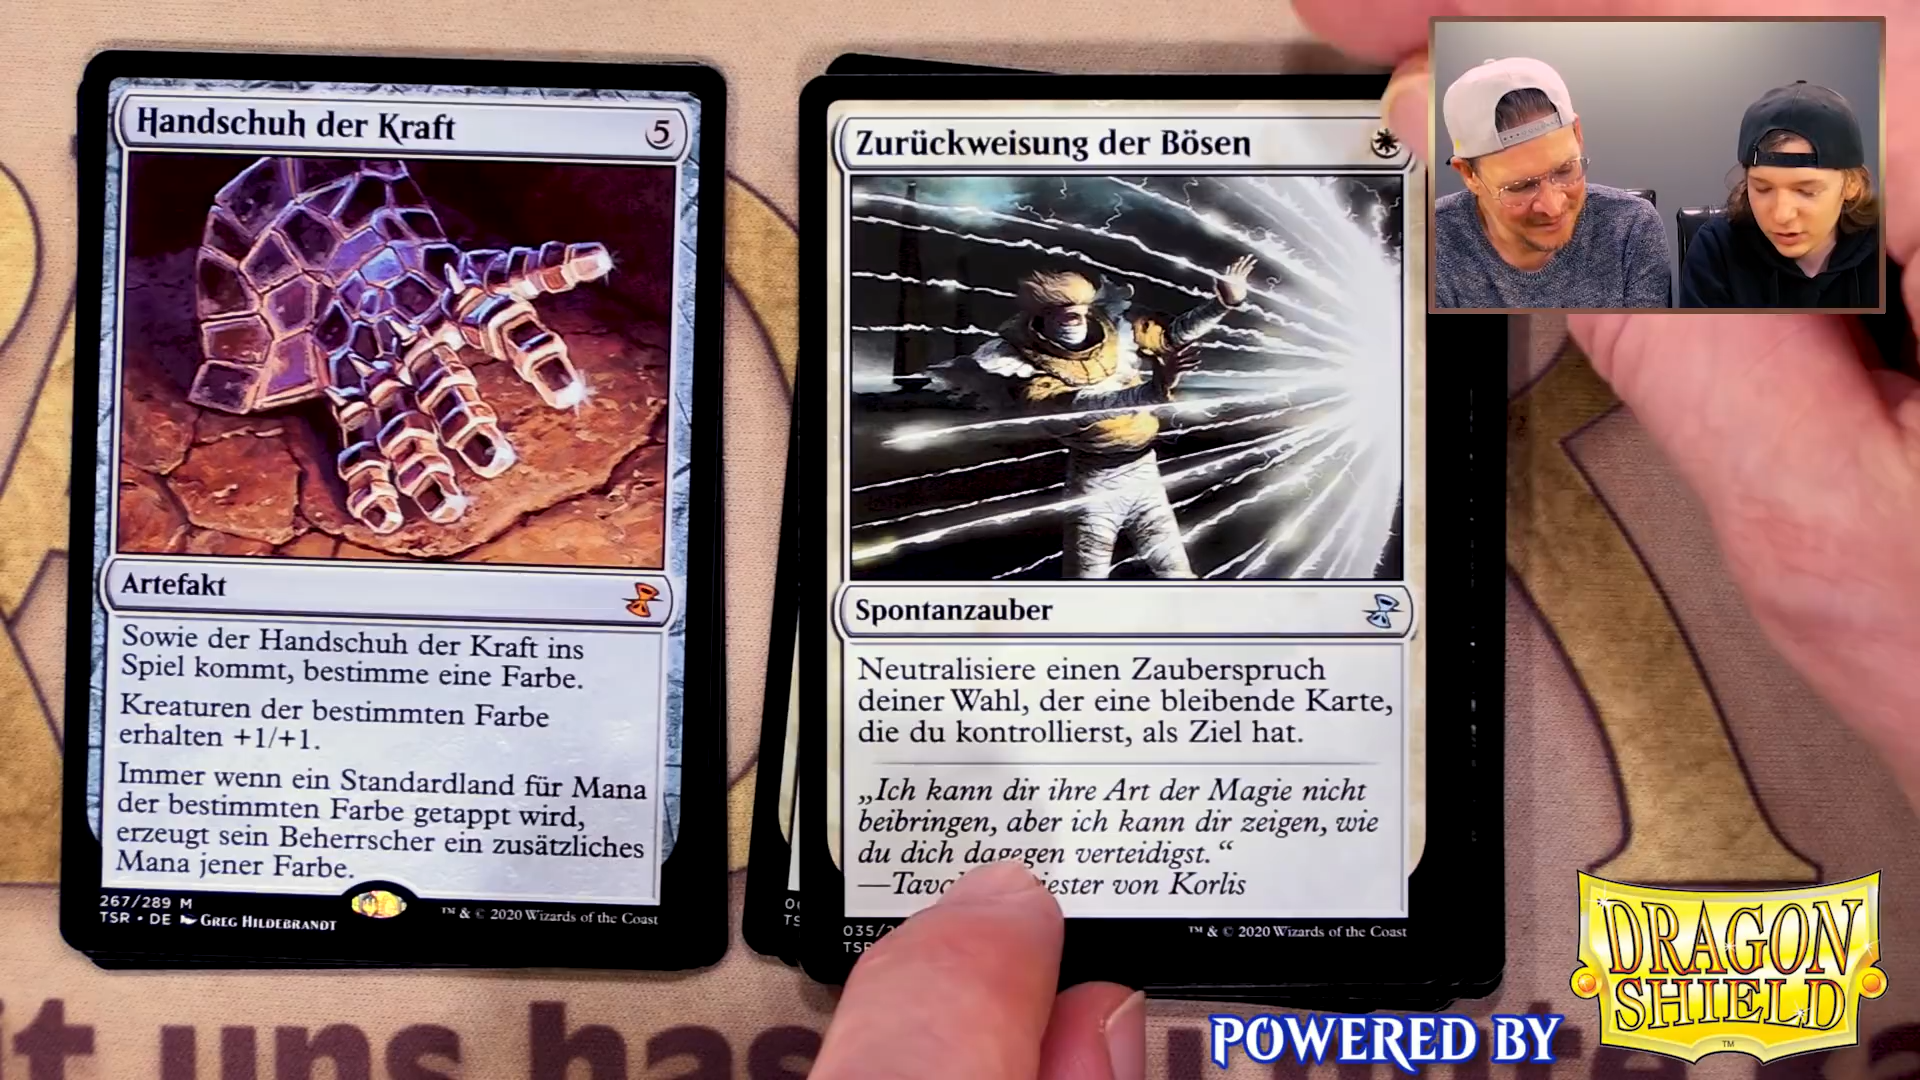 Handschuh der Kraft
5
Artefakt
Sowie der Handschuh der Kraft ins
Spiel kommt, bestimme eine Farbe.
Kreaturen der bestimmten Farbe
erhalten +1/+1.
Immer wenn ein Standardland für Mana
der bestimmten Farbe getappt wird,
erzeugt sein Beherrscher ein zusätzliches
Mana jener Farbe.
267/289 M
TSR • DE Greg Hildebrandt
™ & © 2020 Wizards of the Coast
Zurückweisung der Bösen
Spontanzauber
Neutralisiere einen Zauberspruch
deiner Wahl, der eine bleibende Karte,
die du kontrollierst, als Ziel hat.
„Ich kann dir ihre Art der Magie nicht
beibringen, aber ich kann dir zeigen, wie
du dich dagegen verteidigst.“
von Korlis
™ & © 2020 Wizards of the Coast
it uns
POWERED BY
DRAGON
SHIELD
™